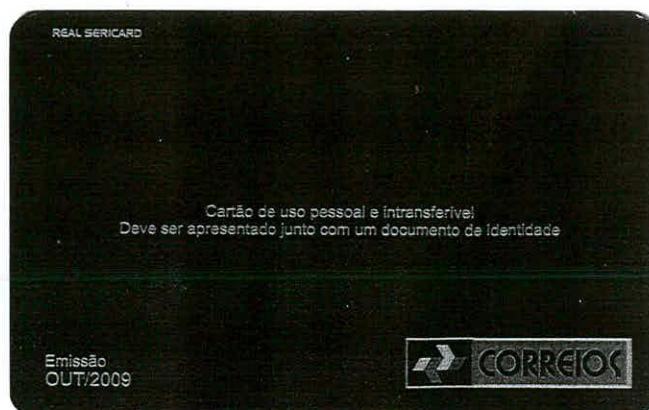 REAL SERICARD
Cartão de uso pessoal e intransferível
Deve ser apresentado junto com um documento de identidade
Emissão
OUT/2009
CORREIOS